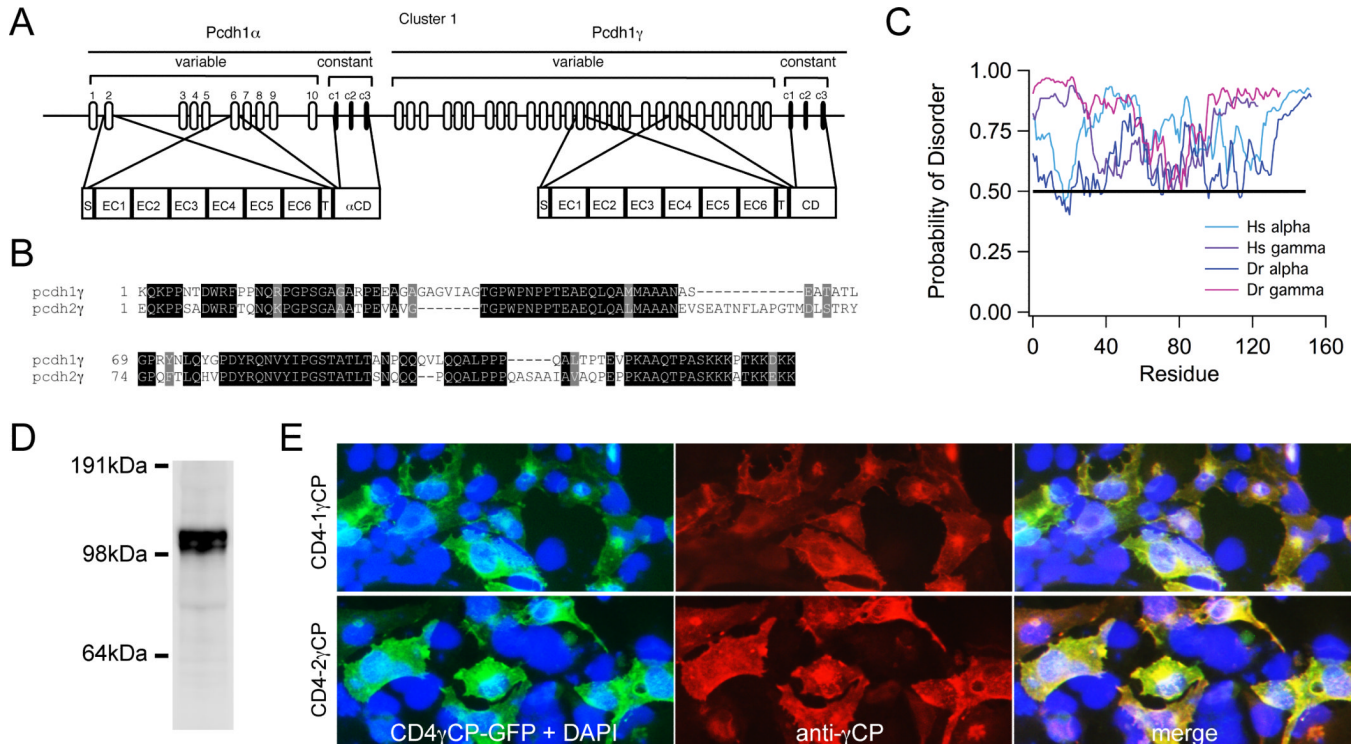 A
Cluster 1
Pcdh1α
Pcdh1γ
variable
constant
variable
constant
1 2 3 4 5 6 7 8 9 10 c1 c2 c3
c1 c2 c3
S EC1 EC2 EC3 EC4 EC5 EC6 T αCD
S EC1 EC2 EC3 EC4 EC5 EC6 T CD
B
pcdh1γ 1 KQKPPNTDWRFPPNQRPGPSGAGARPEEAGAGAGVIAGTGPWPNPPTEAEQLQAMMAAANAS------------EATATL
pcdh2γ 1 EQKPPSADWRFTQNQKPGPSGAAATPEVAVG-------TGPWPNPPTEAEQLQALMAAANEVSEATNFLAPGTMDLSTRY
pcdh1γ 69 GPRYNLQYGPDYRQNVYIPGSTATLTANPQQQVLQQALPPP-----QALTPTEVPKAAQTPASKKKPTKKDKK
pcdh2γ 74 GPQFTLQHVPDYRQNVYIPGSTATLTSNQQQ--PQQALPPPQASAAIAVAQPEPPKAAQTPASKKKATKKEKK
C
Probability of Disorder
1.00
0.75
0.50
0.25
0.00
0 40 80 120 160
Residue
Hs alpha
Hs gamma
Dr alpha
Dr gamma
D
191kDa
98kDa
64kDa
E
CD4-1γCP
CD4-2γCP
CD4γCP-GFP + DAPI
anti-γCP
merge